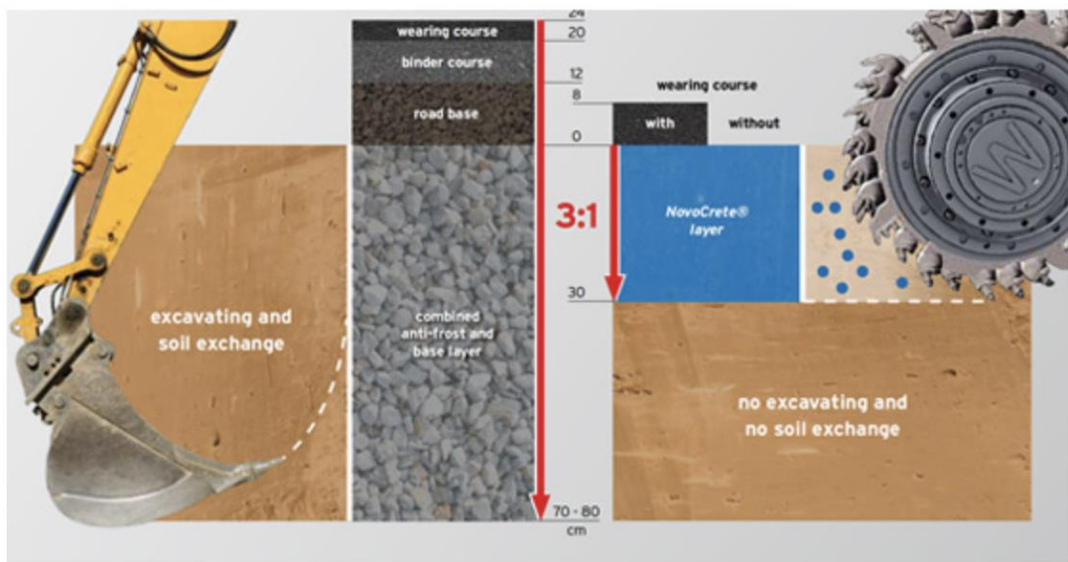 24
wearing course
20
binder course
12
wearing course
8
road base
with
without
0
3:1
NovoCrete®
layer
30
excavating and
soil exchange
combined
anti-frost and
base layer
no excavating and
no soil exchange
70 - 80
cm
W